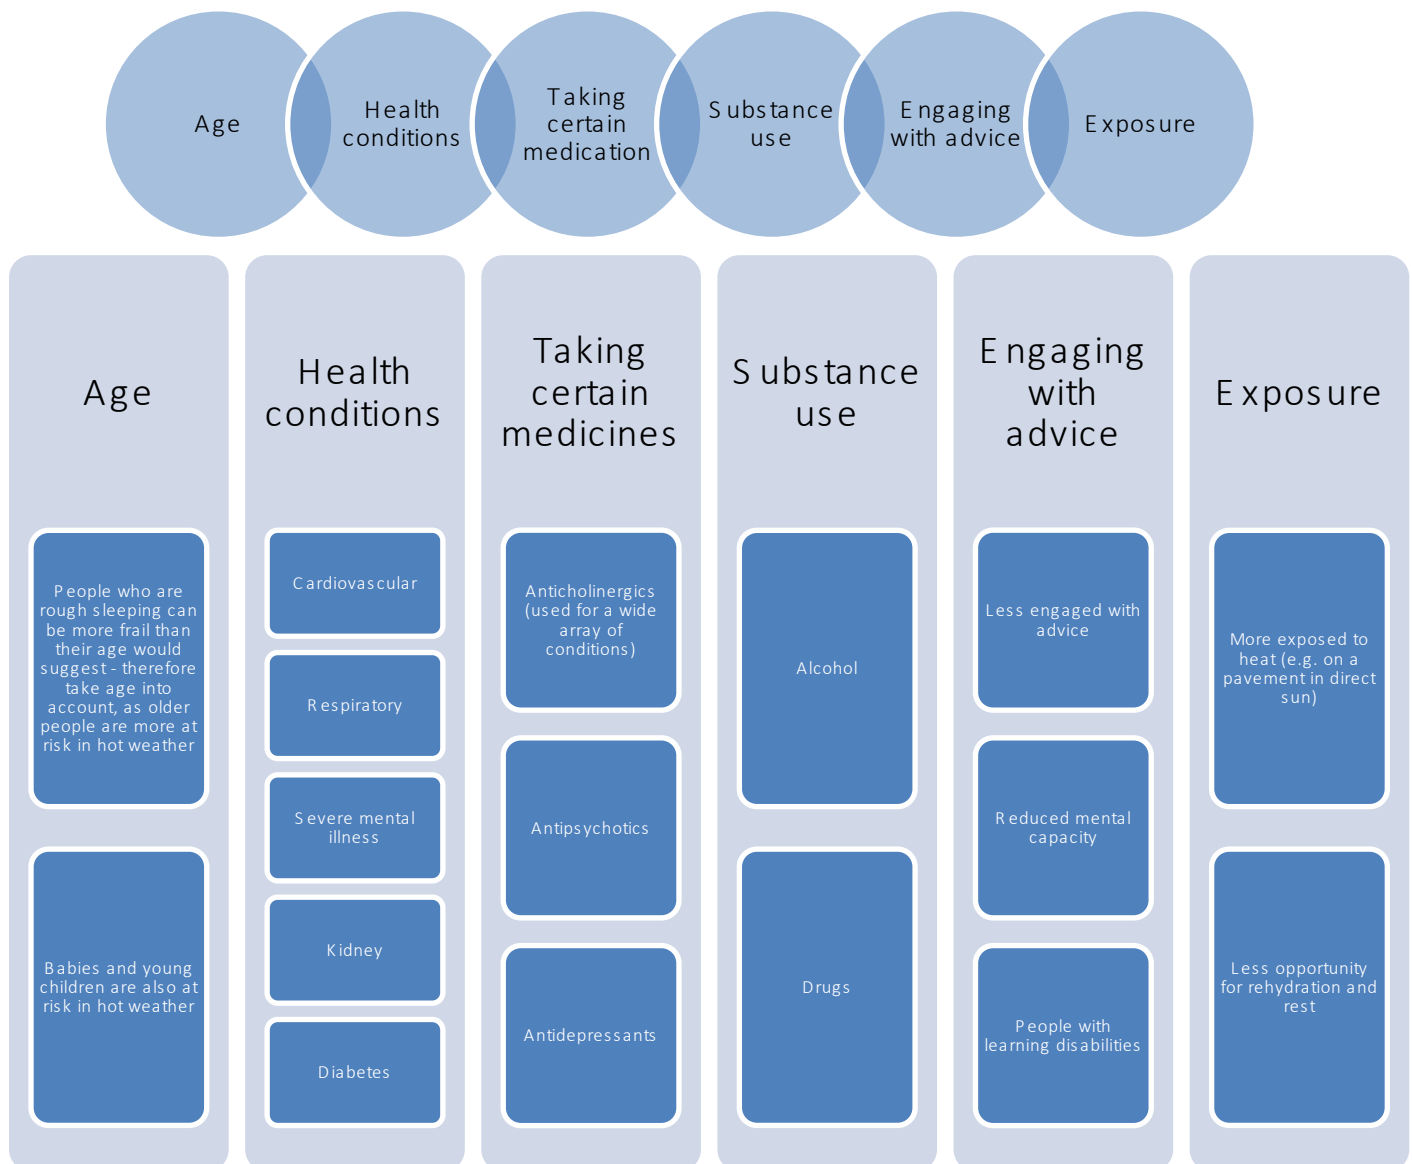 Age
Health
conditions
Taking
certain
medication
Substance
use
Engaging
with advice
Exposure
Age
People who are
rough sleeping can
be more frail than
their age would
suggest - therefore
take age into
account, as older
people are more at
risk in hot weather
Babies and young
children are also at
risk in hot weather
Health
conditions
Cardiovascular
Respiratory
Severe mental
illness
Kidney
Diabetes
Taking
certain
medicines
Anticholinergics
(used for a wide
array of
conditions)
Antipsychotics
Antidepressants
Substance
use
Alcohol
Drugs
Engaging
with
advice
Less engaged with
advice
Reduced mental
capacity
People with
learning disabilities
Exposure
More exposed to
heat (e.g. on a
pavement in direct
sun)
Less opportunity
for rehydration and
rest